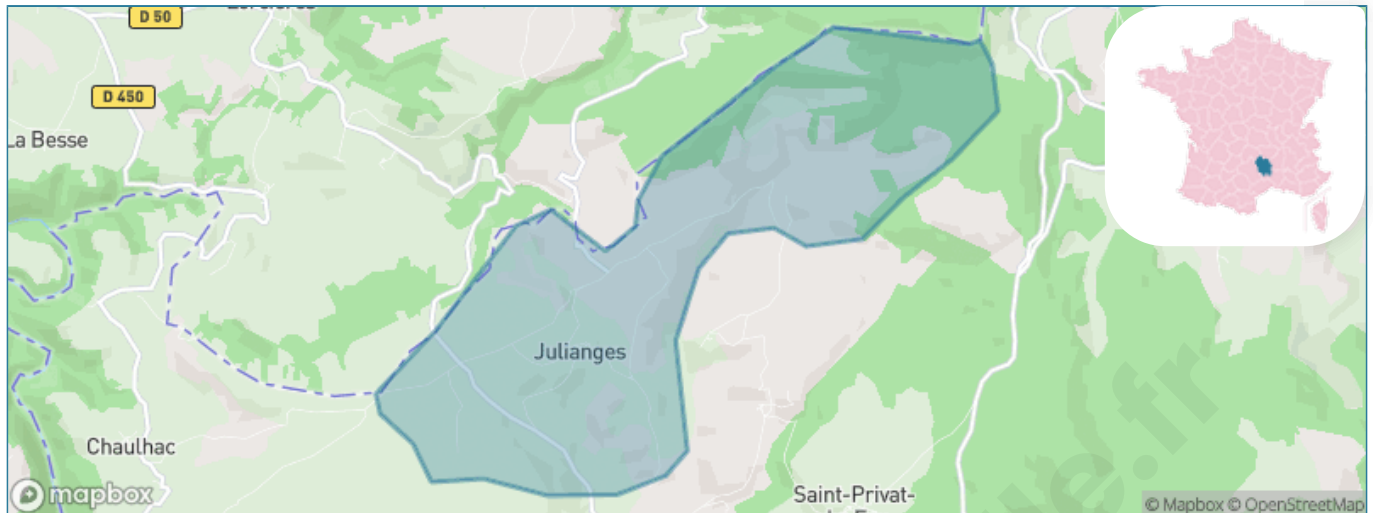 D 50
D 450
La Besse
Julianges
Chaulhac
Saint-Privat-
mapbox
© Mapbox © OpenStreetMap